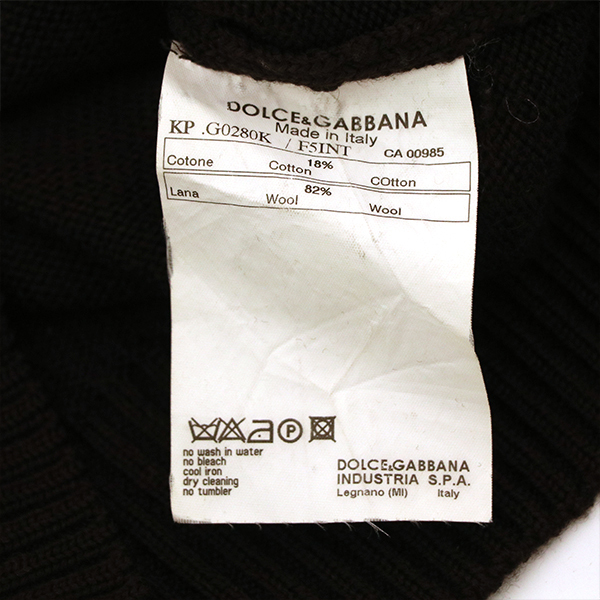 DOLCE&GABBANA
Made in Italy
KP .G0280K / F5INT CA 00985
18%
Cotone Cotton COtton
82%
Lana Wool Wool
P
no wash in water
no bleach
cool iron
dry cleaning
no tumbler
DOLCE&GABBANA
INDUSTRIA S.P.A.
Legnano (MI) Italy